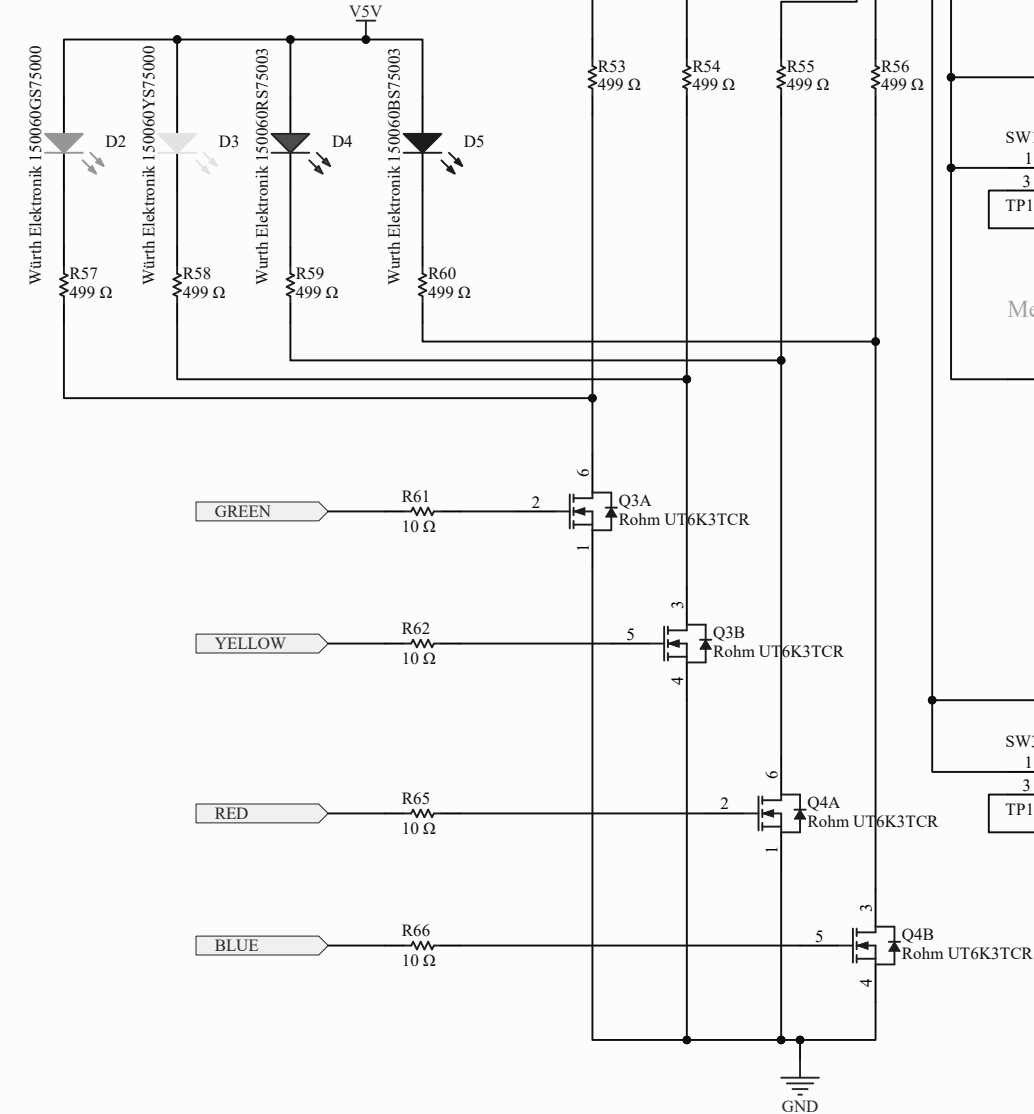 V5V
Würth Elektronik 150060GS75000
D2
Würth Elektronik 150060YS75000
D3
Wurth Elektronik 150060RS75003
D4
Wurth Elektronik 150060BS75003
D5
R53
499 Ω
R54
499 Ω
R55
499 Ω
R56
499 Ω
R57
499 Ω
R58
499 Ω
R59
499 Ω
R60
499 Ω
1
3
TP1
GREEN
R61
10 Ω
2
6
1
Q3A
Rohm UT6K3TCR
YELLOW
R62
10 Ω
5
3
4
Q3B
Rohm UT6K3TCR
1
3
TP1
RED
R65
10 Ω
2
6
1
Q4A
Rohm UT6K3TCR
BLUE
R66
10 Ω
5
3
4
Q4B
Rohm UT6K3TCR
GND